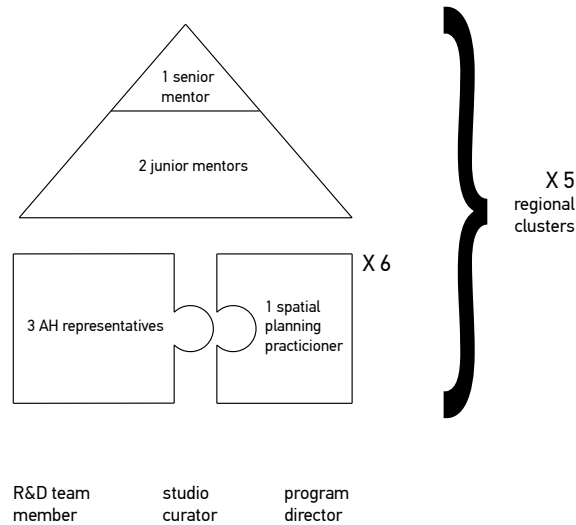 1 senior
mentor
2 junior mentors
X 5
regional
clusters
X 6
3 AH representatives
1 spatial
planning
practicioner
R&D team
member
studio
curator
program
director